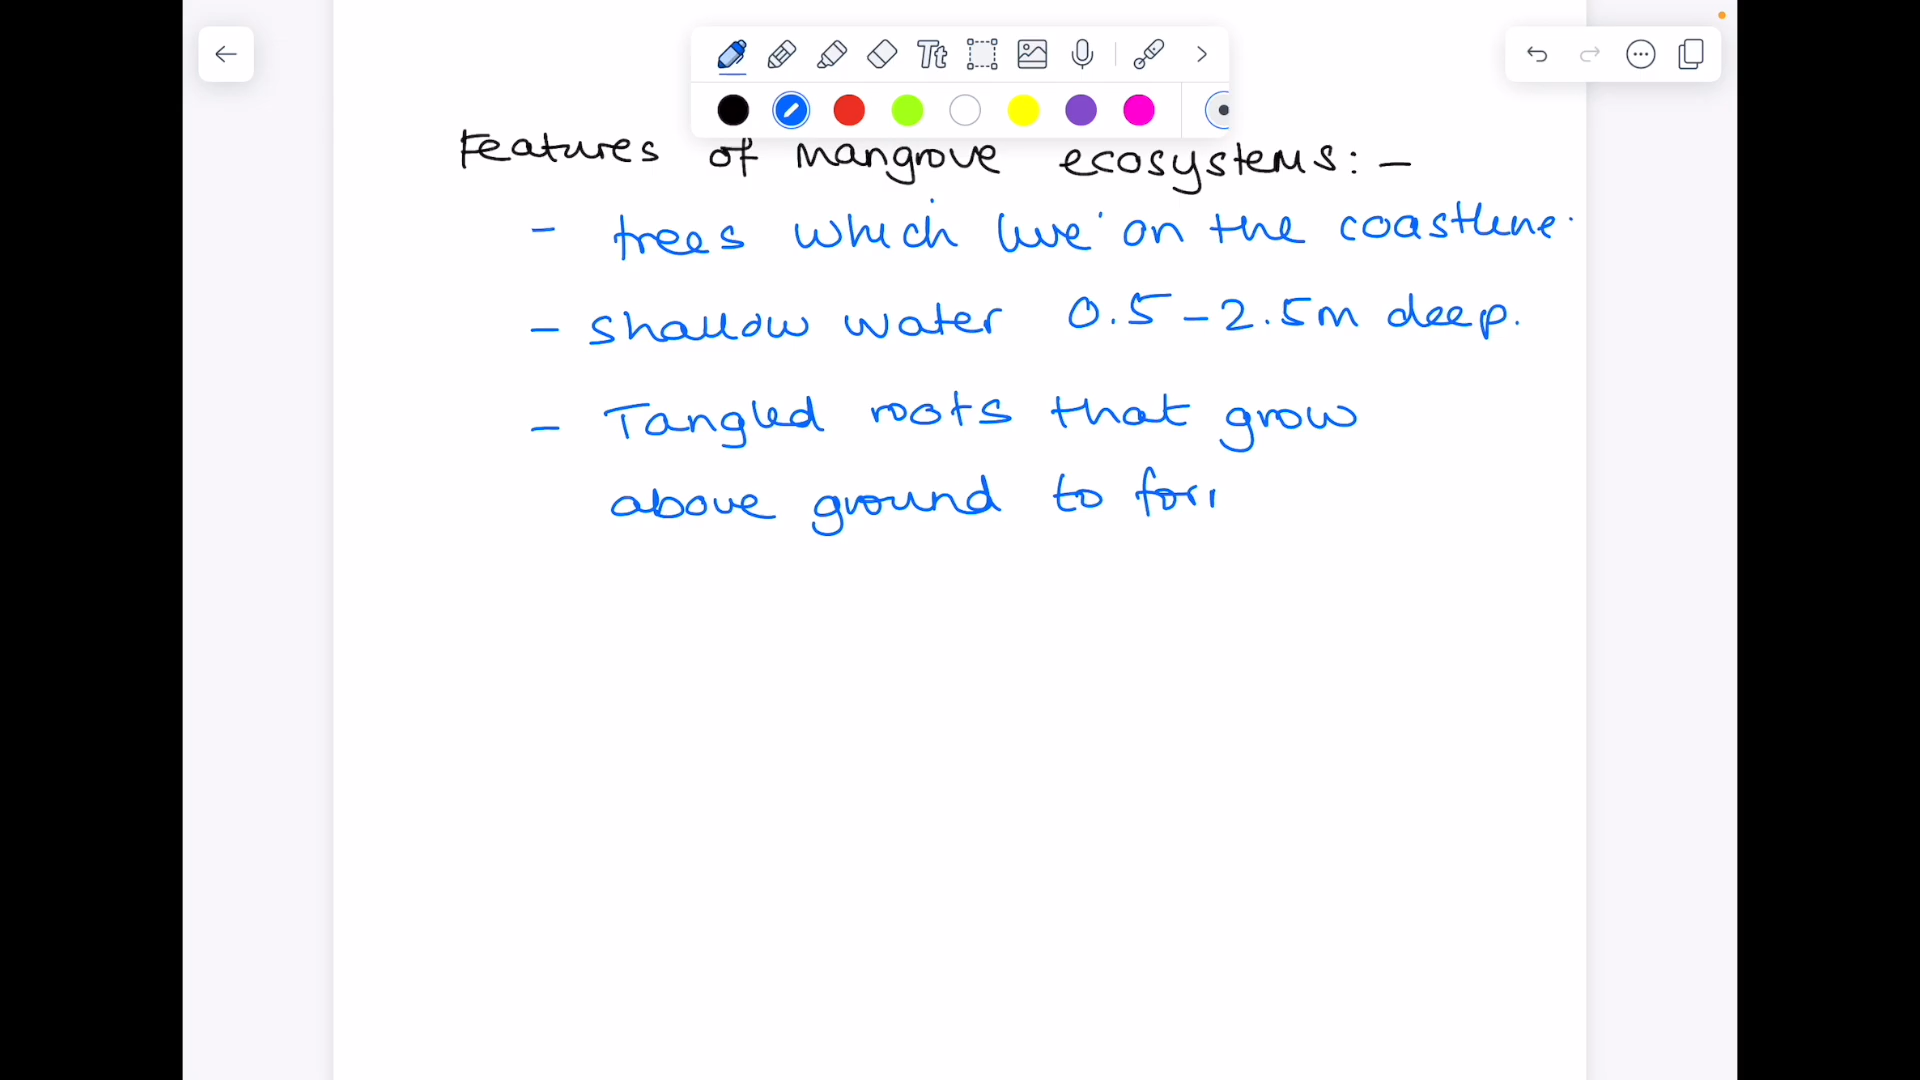 Tt
Features of mangrove ecosystems:-
- trees which live on the coastline.
- shallow water 0.5-2.5m deep.
- Tangled roots that grow
above ground to